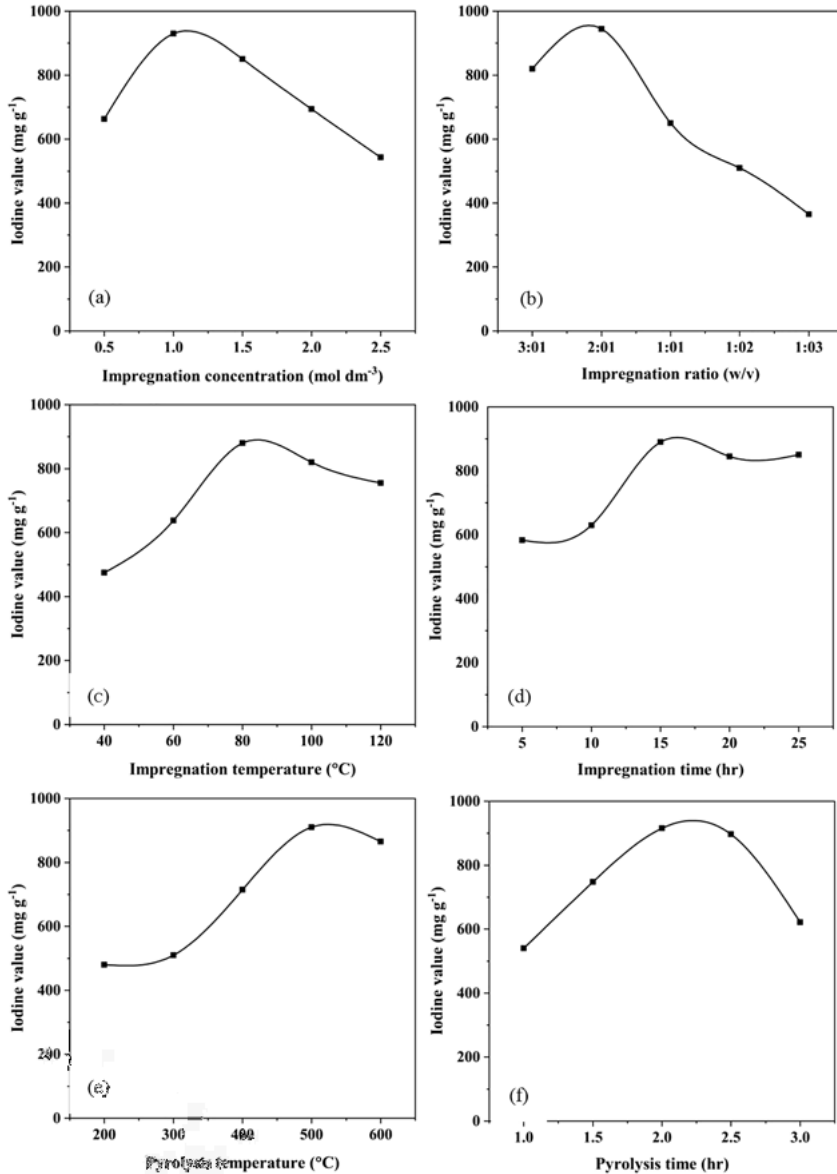 1000
800
600
400
200
0
Iodine value (mg g⁻¹)
(a)
0.5 1.0 1.5 2.0 2.5
Impregnation concentration (mol dm⁻³)
1000
800
600
400
200
0
Iodine value (mg g⁻¹)
(b)
3:01 2:01 1:01 1:02 1:03
Impregnation ratio (w/v)
1000
800
600
400
200
0
Iodine value (mg g⁻¹)
(c)
40 60 80 100 120
Impregnation temperature (°C)
1000
800
600
400
200
0
Iodine value (mg g⁻¹)
(d)
5 10 15 20 25
Impregnation time (hr)
1000
800
600
400
200
0
Iodine value (mg g⁻¹)
(e)
200 300 400 500 600
Pyrolysis temperature (°C)
1000
800
600
400
200
0
Iodine value (mg g⁻¹)
(f)
1.0 1.5 2.0 2.5 3.0
Pyrolysis time (hr)